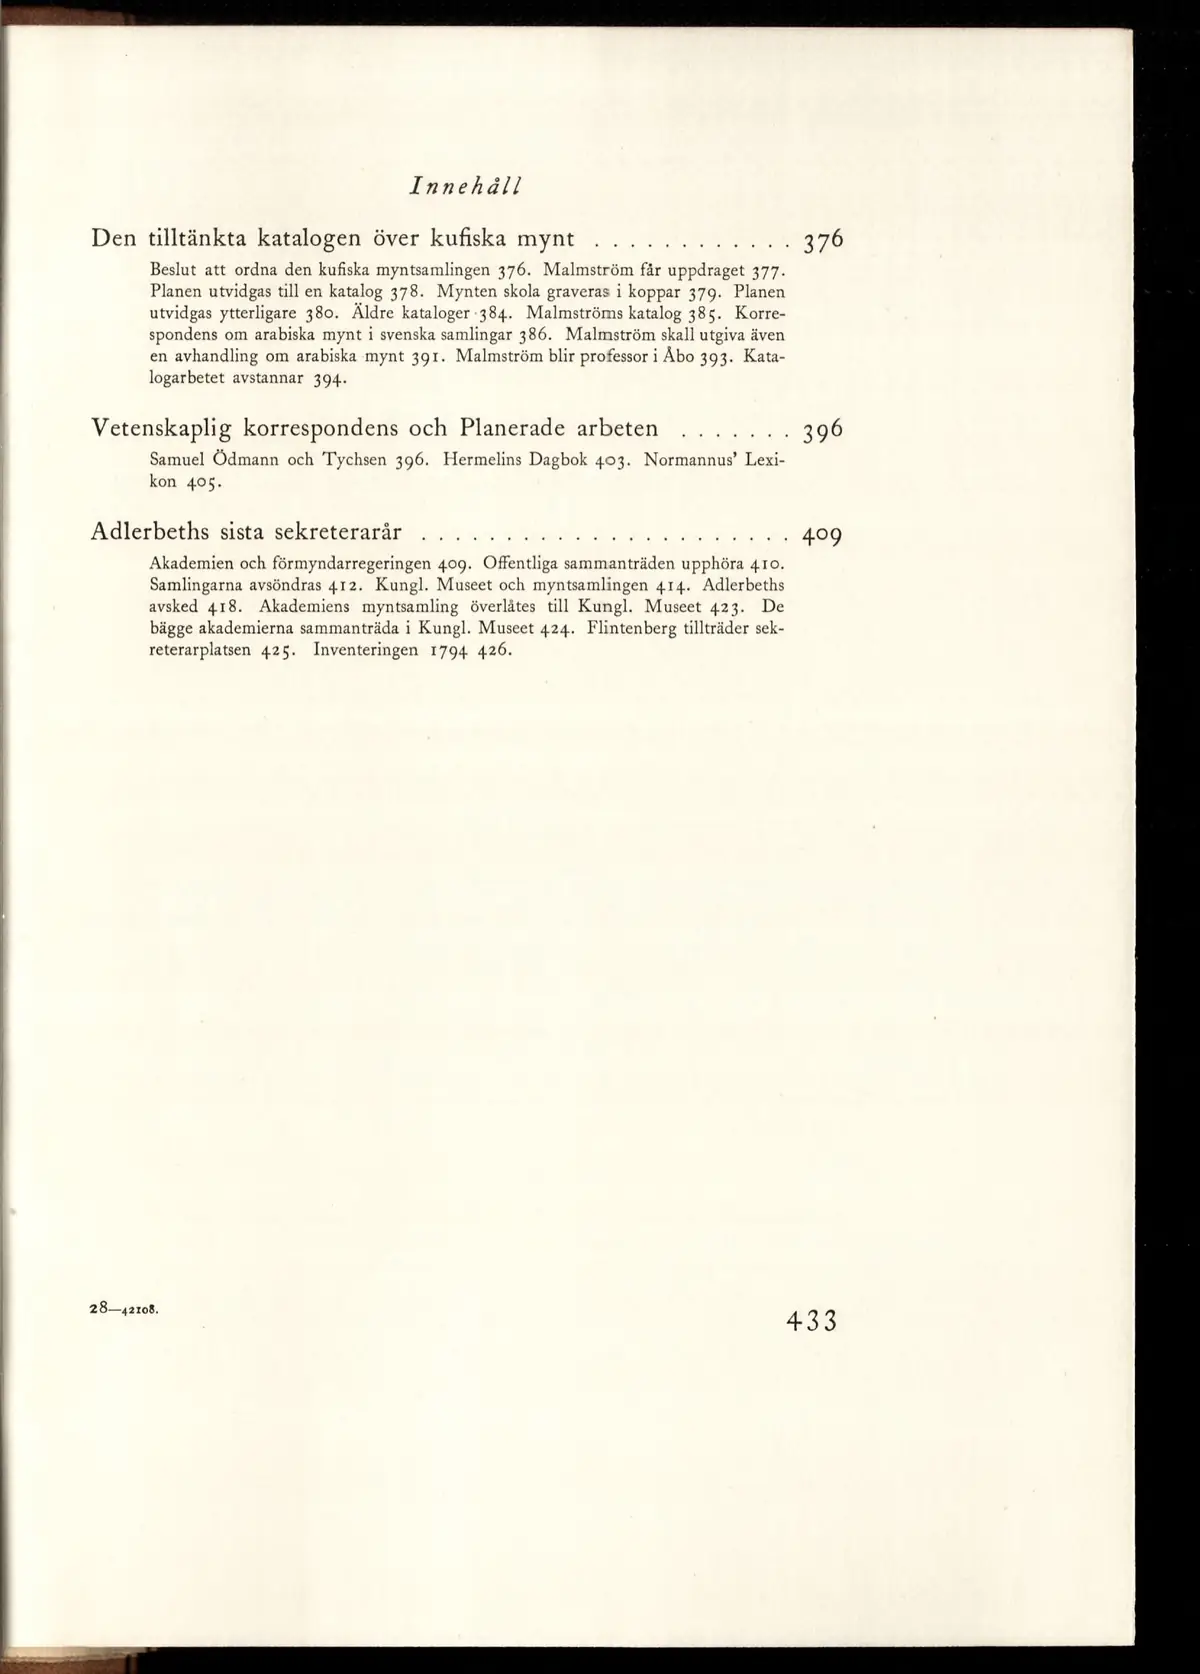 Innehåll
Den tilltänkta katalogen över kufiska mynt . . . . . . . . . . . . 376
Beslut att ordna den kufiska myntsamlingen 376. Malmström får uppdraget 377.
Planen utvidgas till en katalog 378. Mynten skola graveras i koppar 379. Planen
utvidgas ytterligare 380. Äldre kataloger 384. Malmströms katalog 385. Korre-
spondens om arabiska mynt i svenska samlingar 386. Malmström skall utgiva även
en avhandling om arabiska mynt 391. Malmström blir professor i Åbo 393. Kata-
logarbetet avstannar 394.
Vetenskaplig korrespondens och Planerade arbeten . . . . . . . 396
Samuel Ödmann och Tychsen 396. Hermelins Dagbok 403. Normannus' Lexi-
kon 405.
Adlerbeths sista sekreterarår . . . . . . . . . . . . . . . . . . . . . . 409
Akademien och förmyndarregeringen 409. Offentliga sammanträden upphöra 410.
Samlingarna avsöndras 412. Kungl. Museet och myntsamlingen 414. Adlerbeths
avsked 418. Akademiens myntsamling överlåtes till Kungl. Museet 423. De
bägge akademierna sammanträda i Kungl. Museet 424. Flintenberg tillträder sek-
reterarplatsen 425. Inventeringen 1794 426.
28—42108.
433